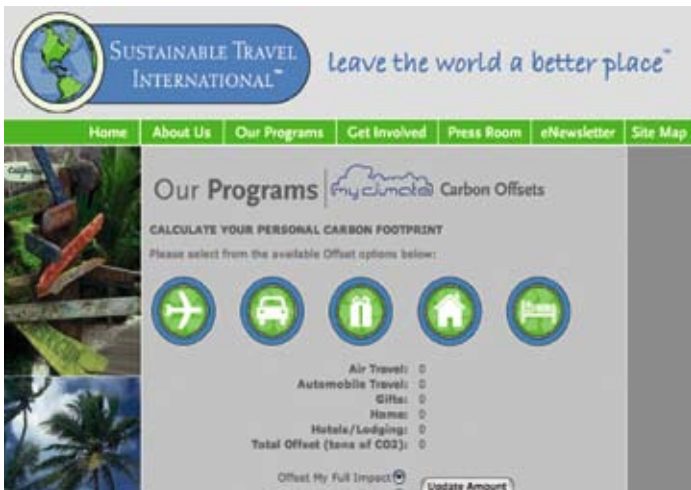 SUSTAINABLE TRAVEL
INTERNATIONAL™
leave the world a better place™
Home About Us Our Programs Get Involved Press Room eNewsletter Site Map
California
Our Programs myclimate Carbon Offsets
CALCULATE YOUR PERSONAL CARBON FOOTPRINT
Please select from the available Offset options below:
Air Travel: 0
Automobile Travel: 0
Gifts: 0
Home: 0
Hotels/Lodging: 0
Total Offset (tons of CO2): 0
Offset My Full Impact
Update Amount